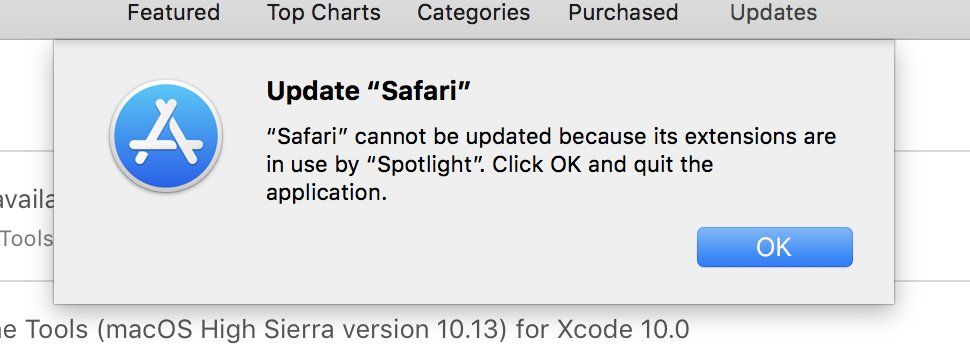 Featured Top Charts Categories Purchased Updates
Update “Safari”
“Safari” cannot be updated because its extensions are
in use by “Spotlight”. Click OK and quit the
application.
availa
Tools
OK
e Tools (macOS High Sierra version 10.13) for Xcode 10.0